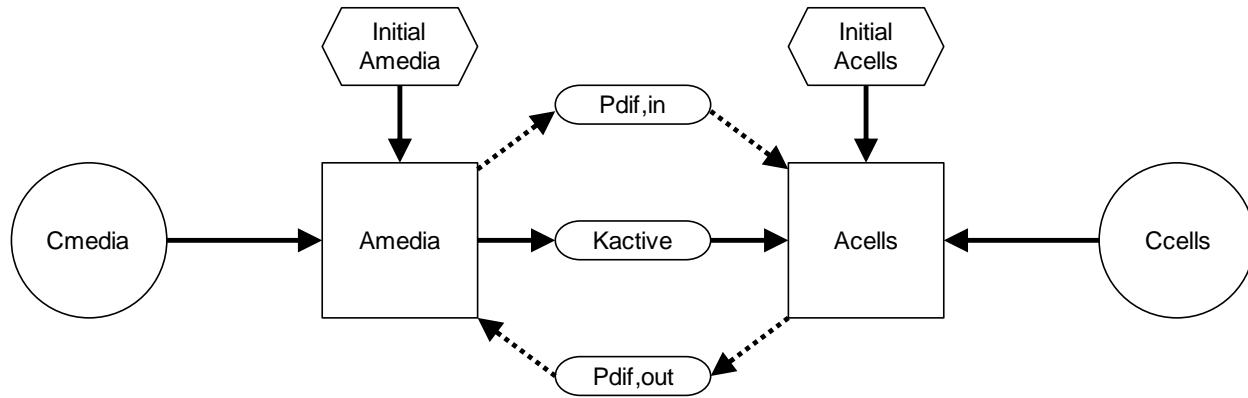 Initial
Amedia
Initial
Acells
Pdif,in
Cmedia
Amedia
Kactive
Acells
Ccells
Pdif,out